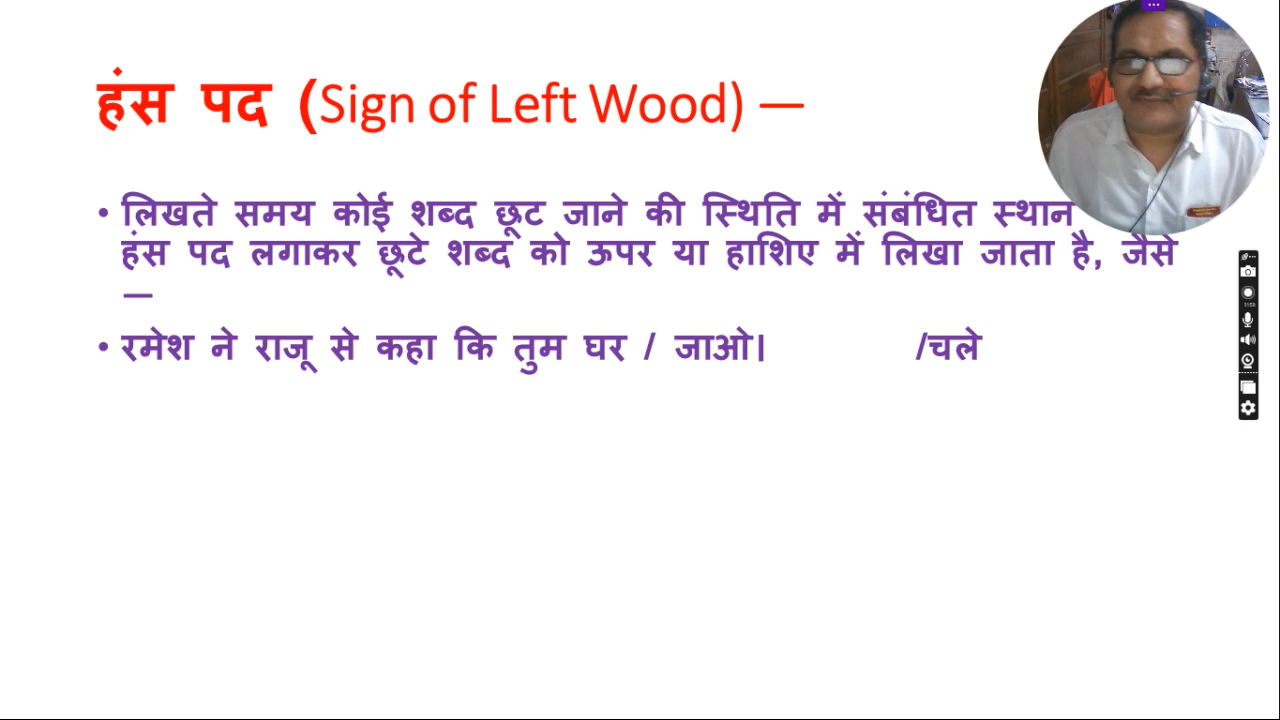 हंस पद (Sign of Left Wood) —
• लिखते समय कोई शब्द छूट जाने की स्थिति में संबंधित स्थान
हंस पद लगाकर छूटे शब्द को ऊपर या हाशिए में लिखा जाता है, जैसे
—
• रमेश ने राजू से कहा कि तुम घर / जाओ। /चले